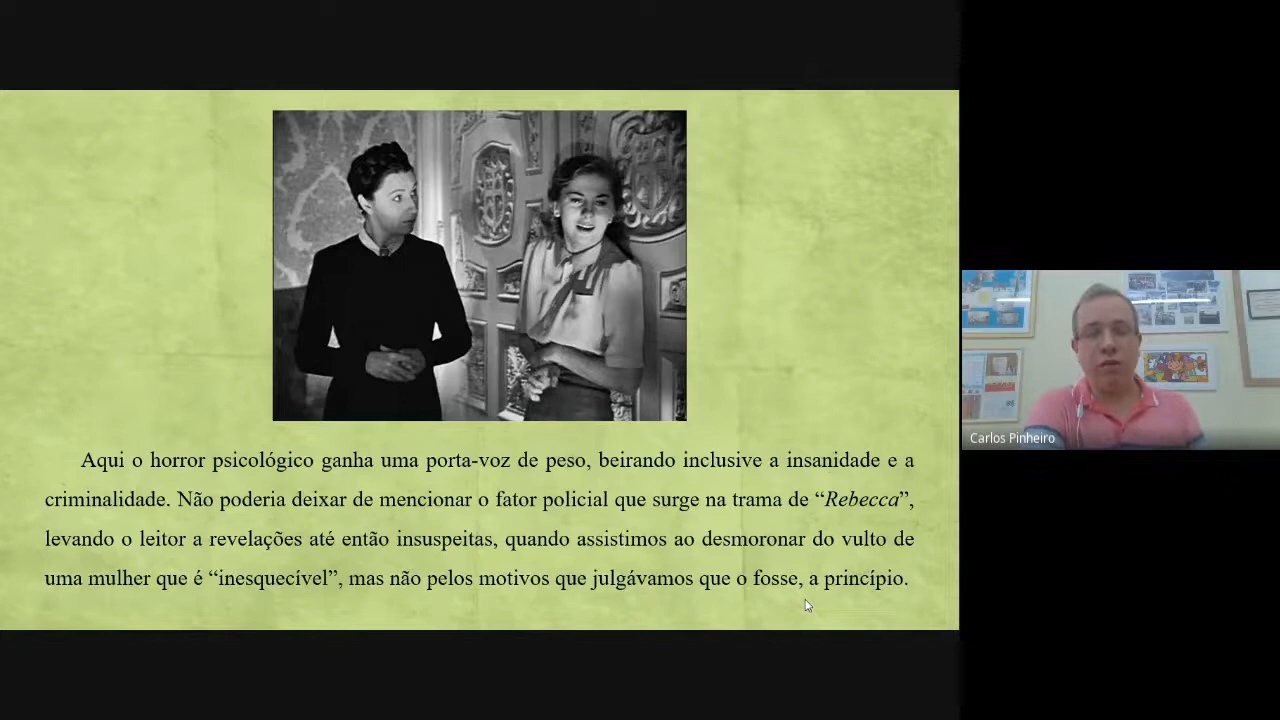 Aqui o horror psicológico ganha uma porta-voz de peso, beirando inclusive a insanidade e a
criminalidade. Não poderia deixar de mencionar o fator policial que surge na trama de “Rebecca”,
levando o leitor a revelações até então insuspeitas, quando assistimos ao desmoronar do vulto de
uma mulher que é “inesquecível”, mas não pelos motivos que julgávamos que o fosse, a princípio.
Carlos Pinheiro